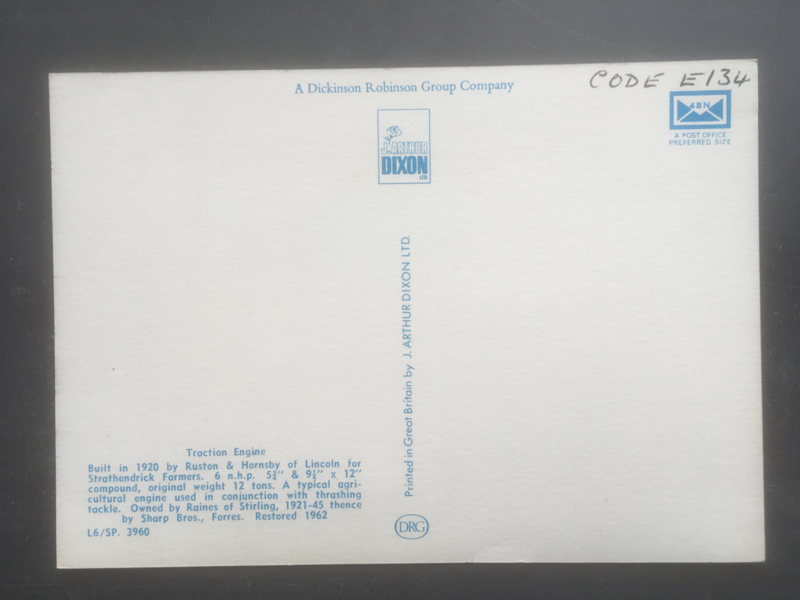 A Dickinson Robinson Group Company
CODE E134
48N
A POST OFFICE
PREFERRED SIZE
J. ARTHUR
DIXON
LTD
Printed in Great Britain by J. ARTHUR DIXON LTD.
Traction Engine
Built in 1920 by Ruston & Hornsby of Lincoln for
Strathendrick Farmers. 6 n.h.p. 5¾" & 9¼" x 12"
compound, original weight 12 tons. A typical agri-
cultural engine used in conjunction with thrashing
tackle. Owned by Raines of Stirling, 1921-45 thence
by Sharp Bros., Forres. Restored 1962
L6/SP. 3960
DRG